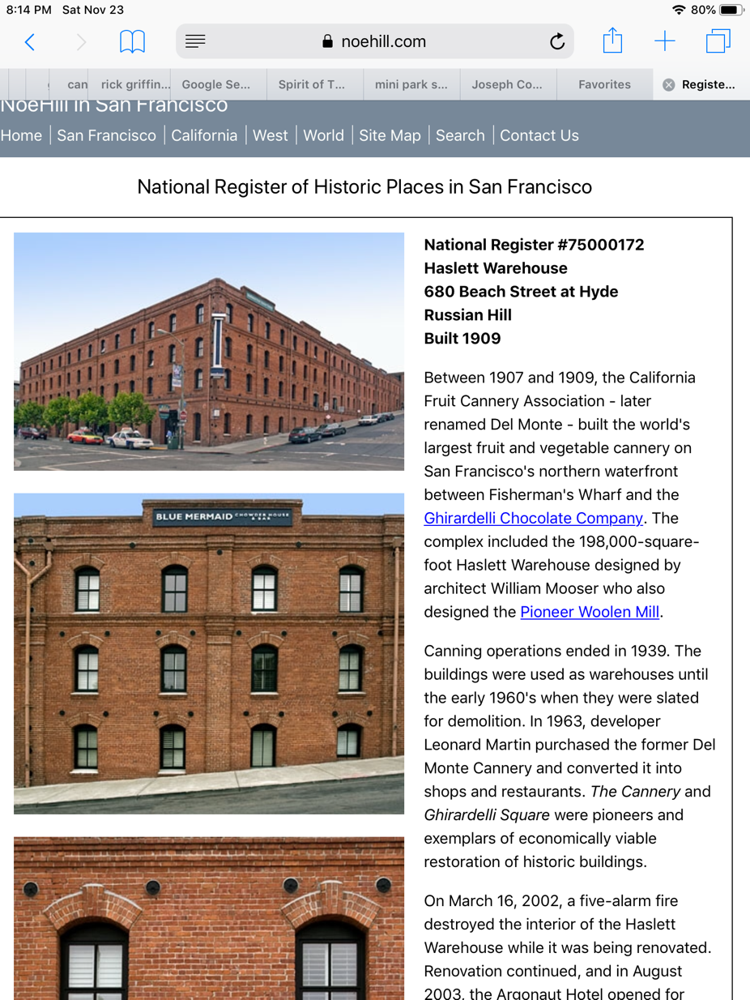 8:14 PM Sat Nov 23
80%
noehill.com
can
rick griffin...
Google Se...
Spirit of T...
mini park s...
Joseph Co...
Favorites
Registe...
NoeHill in San Francisco
Home
San Francisco
California
West
World
Site Map
Search
Contact Us
National Register of Historic Places in San Francisco
National Register #75000172
Haslett Warehouse
680 Beach Street at Hyde
Russian Hill
Built 1909
Between 1907 and 1909, the California
Fruit Cannery Association - later
renamed Del Monte - built the world's
largest fruit and vegetable cannery on
San Francisco's northern waterfront
between Fisherman's Wharf and the
Ghirardelli Chocolate Company. The
complex included the 198,000-square-
foot Haslett Warehouse designed by
architect William Mooser who also
designed the Pioneer Woolen Mill.
Canning operations ended in 1939. The
buildings were used as warehouses until
the early 1960's when they were slated
for demolition. In 1963, developer
Leonard Martin purchased the former Del
Monte Cannery and converted it into
shops and restaurants. The Cannery and
Ghirardelli Square were pioneers and
exemplars of economically viable
restoration of historic buildings.
On March 16, 2002, a five-alarm fire
destroyed the interior of the Haslett
Warehouse while it was being renovated.
Renovation continued, and in August
2003, the Argonaut Hotel opened for
BLUE MERMAID CHOWDER HOUSE
& BAR